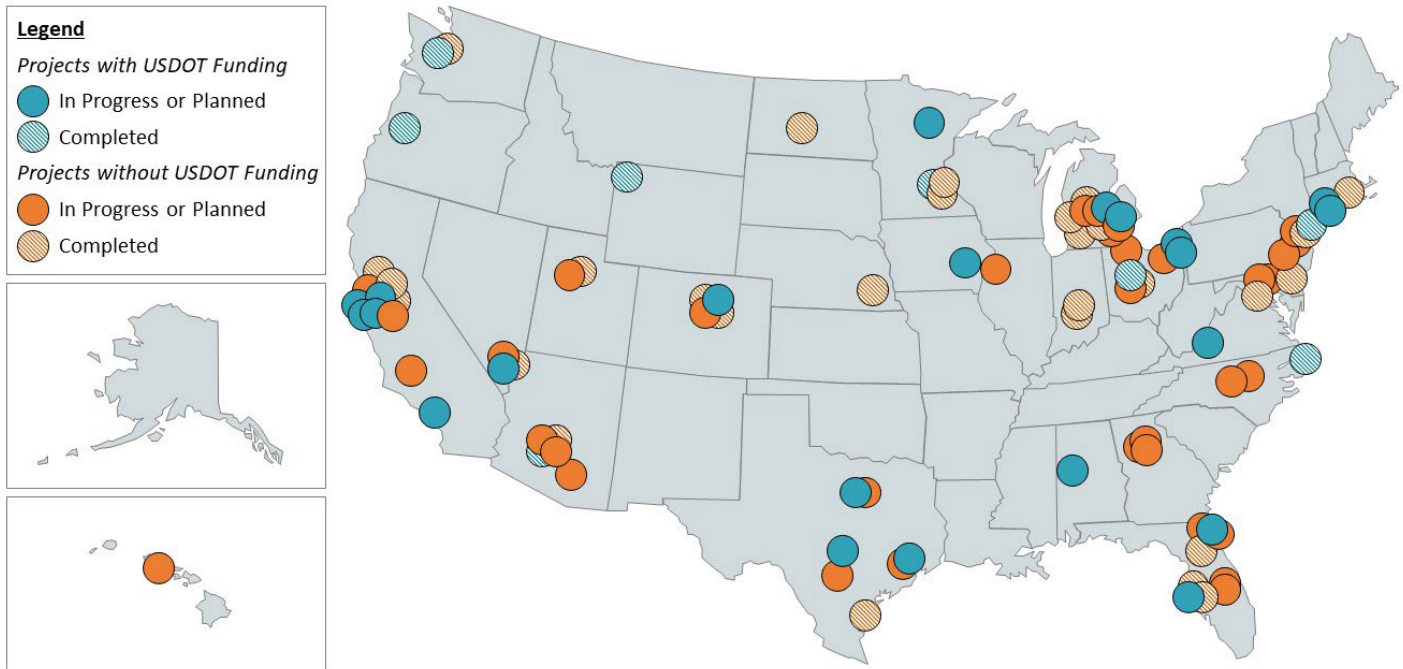 Legend
Projects with USDOT Funding
In Progress or Planned
Completed
Projects without USDOT Funding
In Progress or Planned
Completed